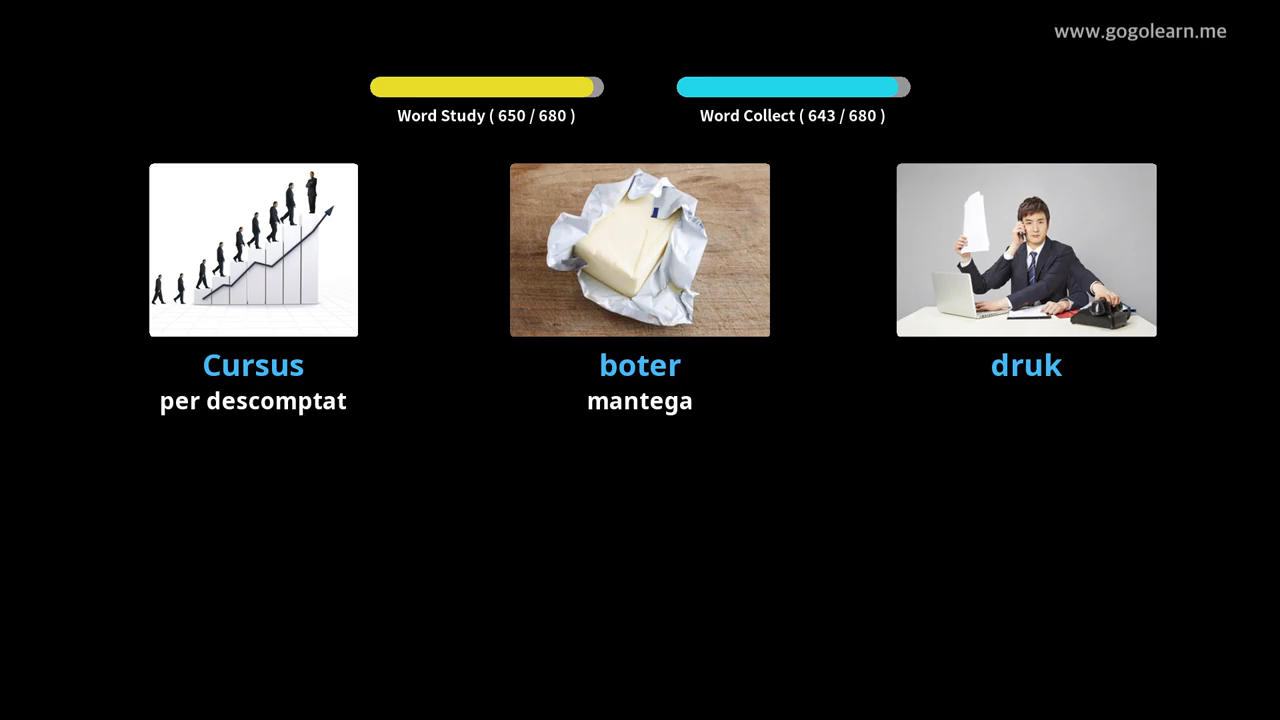 www.gogolearn.me
Word Study ( 650 / 680 )
Word Collect ( 643 / 680 )
Cursus
per descomptat
boter
mantega
druk